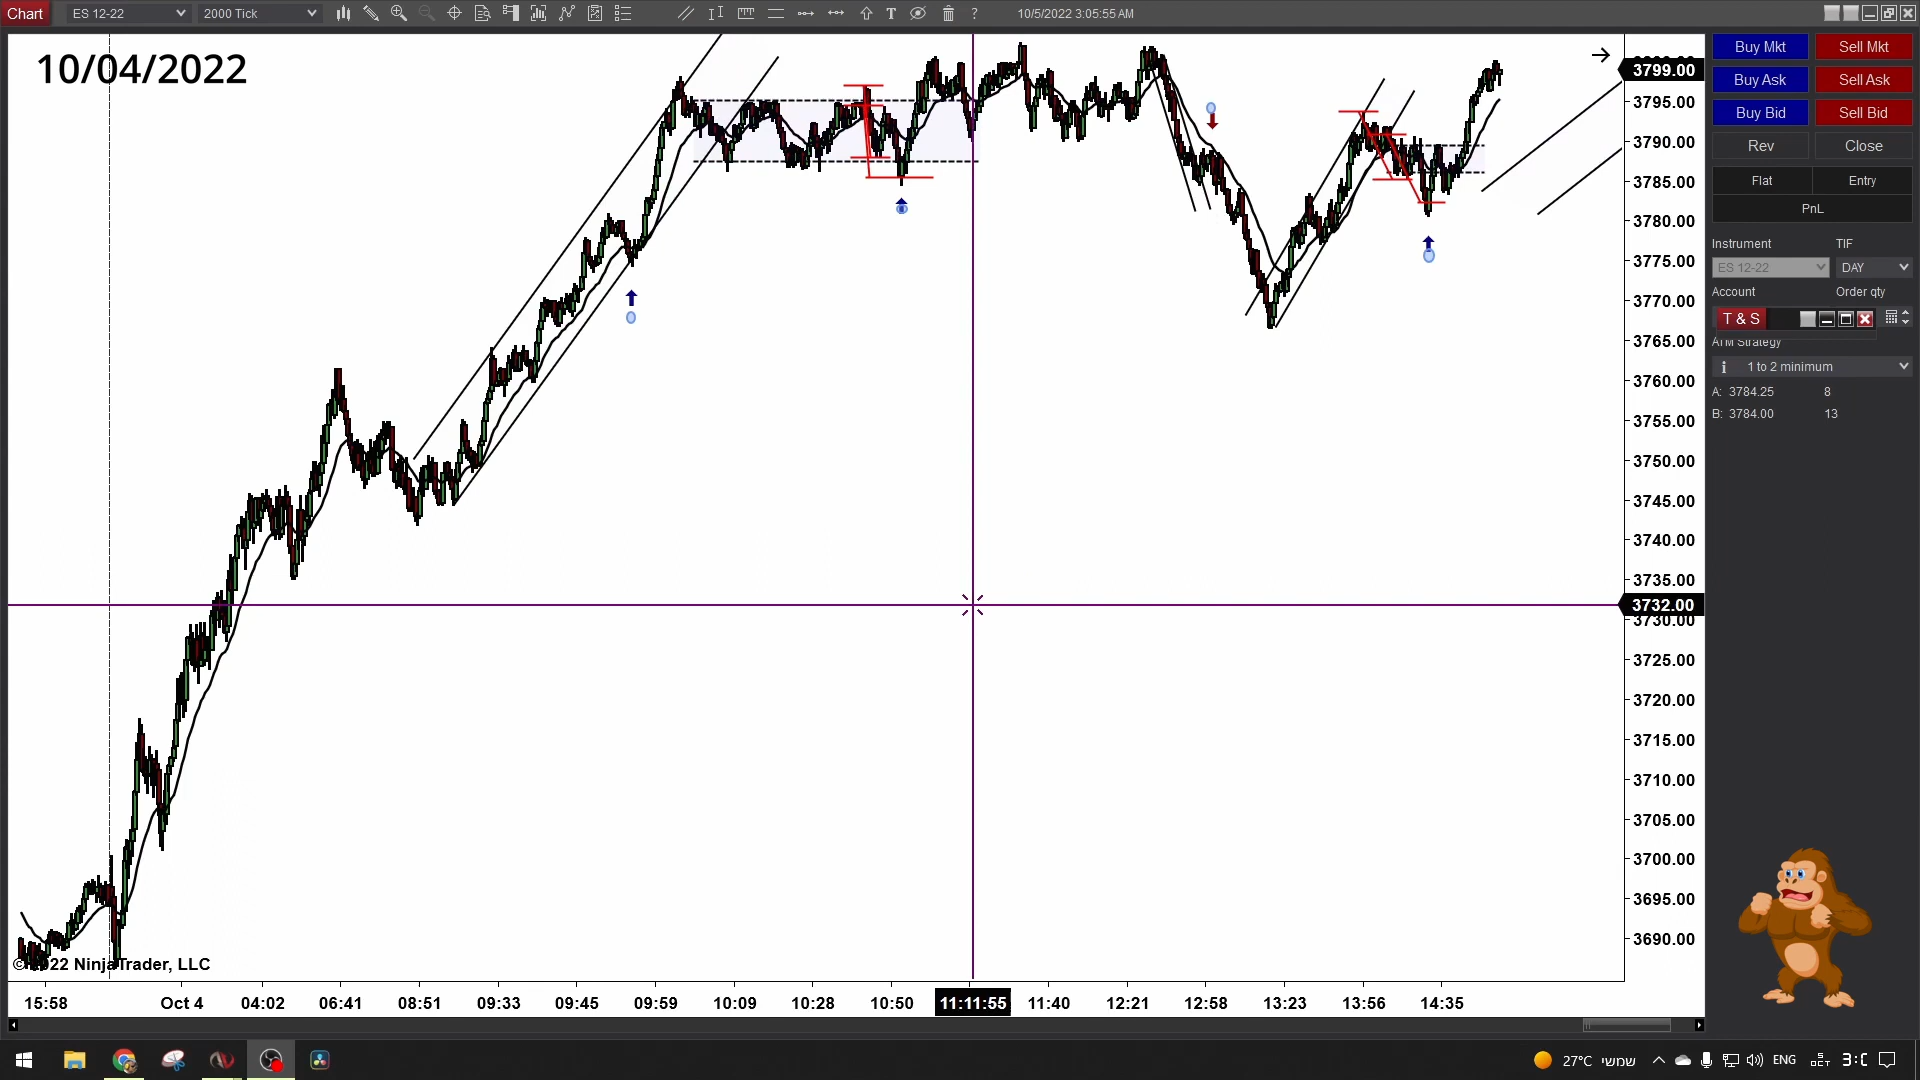 Chart ES 12-22 2000 Tick ? 10/5/2022 3:05:55 AM
10/04/2022
Buy Mkt Sell Mkt
Buy Ask Sell Ask
Buy Bid Sell Bid
Rev Close
Flat Entry
PnL
Instrument TIF
ES 12-22 DAY
Account Order qty
T & S
ATM Strategy
1 to 2 minimum
A: 3784.25 8
B: 3784.00 13
3799.00
3795.00
3790.00
3785.00
3780.00
3775.00
3770.00
3765.00
3760.00
3755.00
3750.00
3745.00
3740.00
3735.00
3732.00
3730.00
3725.00
3720.00
3715.00
3710.00
3705.00
3700.00
3695.00
3690.00
© 2022 NinjaTrader, LLC
15:58 Oct 4 04:02 06:41 08:51 09:33 09:45 09:59 10:09 10:28 10:50 11:11:55 11:40 12:21 12:58 13:23 13:56 14:35
27°C שמשי ENG